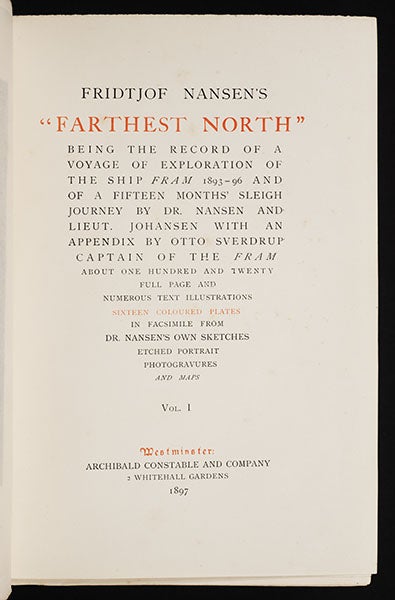 FRIDTJOF NANSEN'S
"FARTHEST NORTH"
BEING THE RECORD OF A
VOYAGE OF EXPLORATION OF
THE SHIP FRAM 1893–96 AND
OF A FIFTEEN MONTHS' SLEIGH
JOURNEY BY DR. NANSEN AND
LIEUT. JOHANSEN WITH AN
APPENDIX BY OTTO SVERDRUP
CAPTAIN OF THE FRAM
ABOUT ONE HUNDRED AND TWENTY
FULL PAGE AND
NUMEROUS TEXT ILLUSTRATIONS
SIXTEEN COLOURED PLATES
IN FACSIMILE FROM
DR. NANSEN'S OWN SKETCHES
ETCHED PORTRAIT
PHOTOGRAVURES
AND MAPS
VOL. I
Westminster:
ARCHIBALD CONSTABLE AND COMPANY
2 WHITEHALL GARDENS
1897